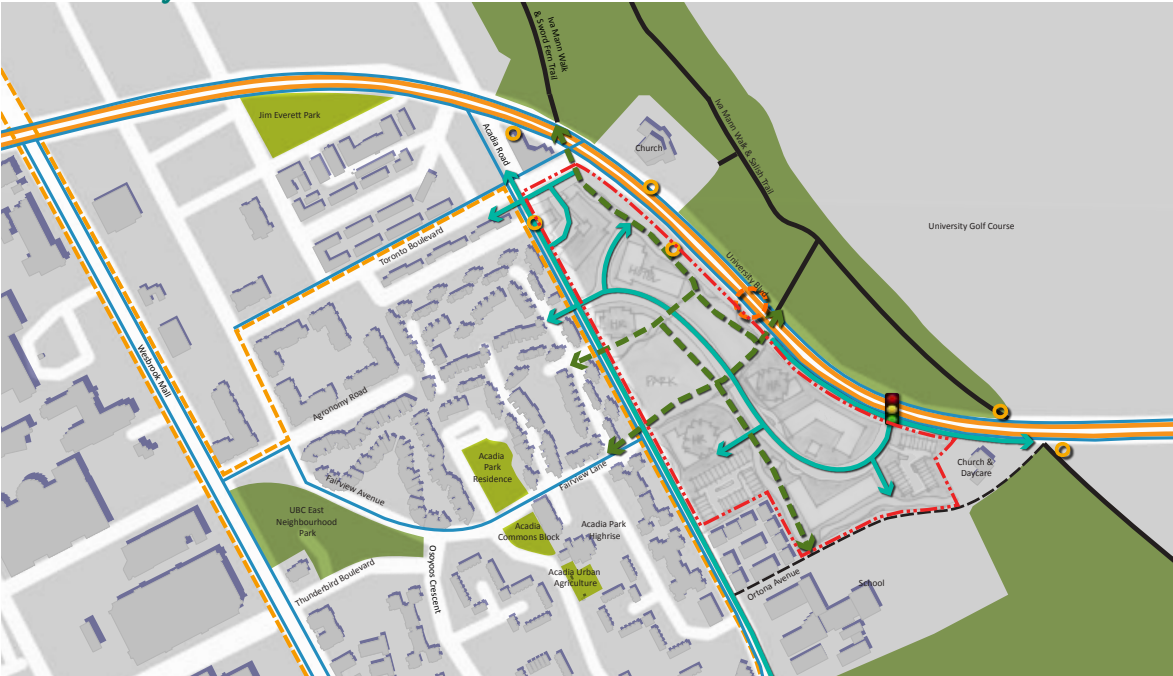 Iva Mann Walk
& Sword Fern Trail
Jim Everett Park
Acadia Road
Church
Iva Mann Walk & Salish Trail
University Golf Course
Toronto Boulevard
University Blvd
PARK
Wesbrook Mall
Agronomy Road
Acadia
Park
Residence
Fairview Lane
Church &
Daycare
Fairview Avenue
UBC East
Neighbourhood
Park
Acadia
Commons Block
Acadia Park
Highrise
Osoyoos Crescent
Thunderbird Boulevard
Acadia Urban
Agriculture
Ortona Avenue
School